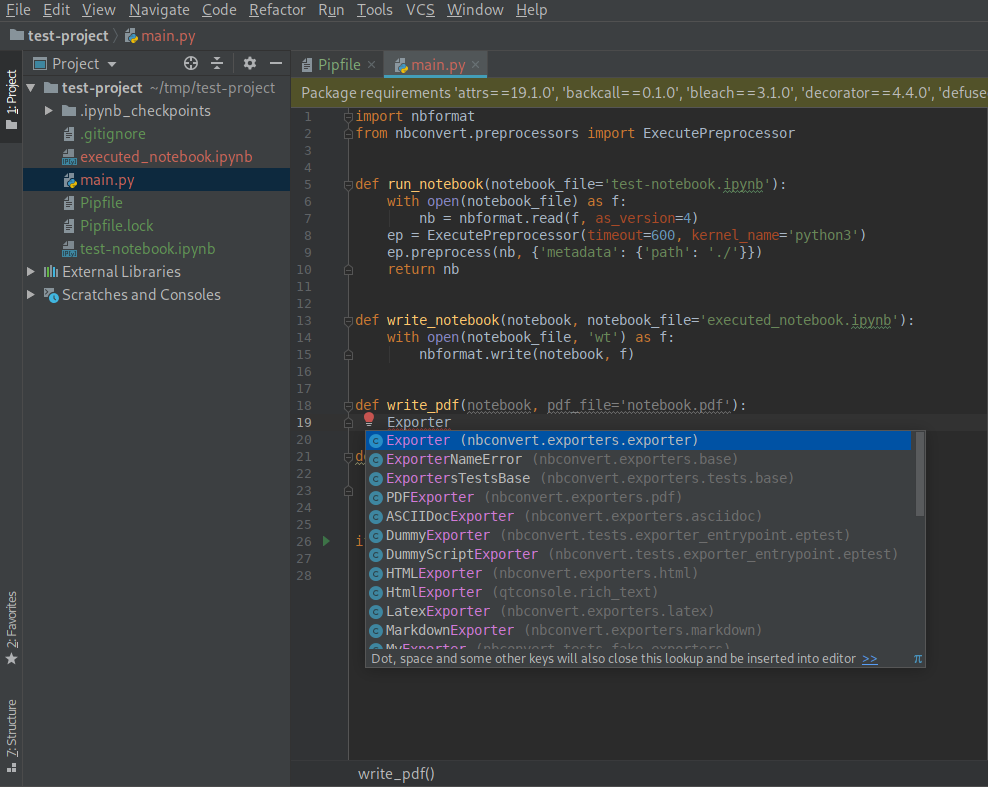 File Edit View Navigate Code Refactor Run Tools VCS Window Help
test-project main.py
1: Project
Project
test-project ~/tmp/test-project
.ipynb_checkpoints
.gitignore
executed_notebook.ipynb
main.py
Pipfile
Pipfile.lock
test-notebook.ipynb
External Libraries
Scratches and Consoles
2: Favorites
7: Structure
Pipfile main.py
Package requirements 'attrs==19.1.0', 'backcall==0.1.0', 'bleach==3.1.0', 'decorator==4.4.0', 'defuse
1 import nbformat
2 from nbconvert.preprocessors import ExecutePreprocessor
3
4
5 def run_notebook(notebook_file='test-notebook.ipynb'):
6 with open(notebook_file) as f:
7 nb = nbformat.read(f, as_version=4)
8 ep = ExecutePreprocessor(timeout=600, kernel_name='python3')
9 ep.preprocess(nb, {'metadata': {'path': './'}})
10 return nb
11
12
13 def write_notebook(notebook, notebook_file='executed_notebook.ipynb'):
14 with open(notebook_file, 'wt') as f:
15 nbformat.write(notebook, f)
16
17
18 def write_pdf(notebook, pdf_file='notebook.pdf'):
19 Exporter
20
21 de
22
23
24
25
26 i
27
28
Exporter (nbconvert.exporters.exporter)
ExporterNameError (nbconvert.exporters.base)
ExportersTestsBase (nbconvert.exporters.tests.base)
PDFExporter (nbconvert.exporters.pdf)
ASCIIDocExporter (nbconvert.exporters.asciidoc)
DummyExporter (nbconvert.tests.exporter_entrypoint.eptest)
DummyScriptExporter (nbconvert.tests.exporter_entrypoint.eptest)
HTMLExporter (nbconvert.exporters.html)
HtmlExporter (qtconsole.rich_text)
LatexExporter (nbconvert.exporters.latex)
MarkdownExporter (nbconvert.exporters.markdown)
MyExporter (nbconvert.tests.fake_exporters)
Dot, space and some other keys will also close this lookup and be inserted into editor >> π
write_pdf()